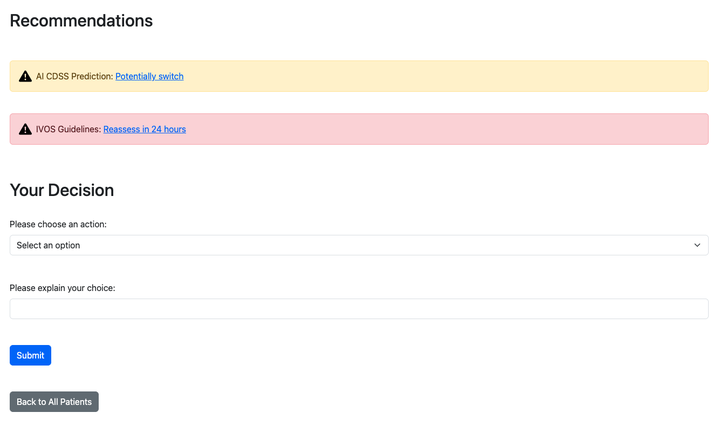 Recommendations
AI CDSS Prediction: Potentially switch
IVOS Guidelines: Reassess in 24 hours
Your Decision
Please choose an action:
Select an option
Please explain your choice:
Submit
Back to All Patients